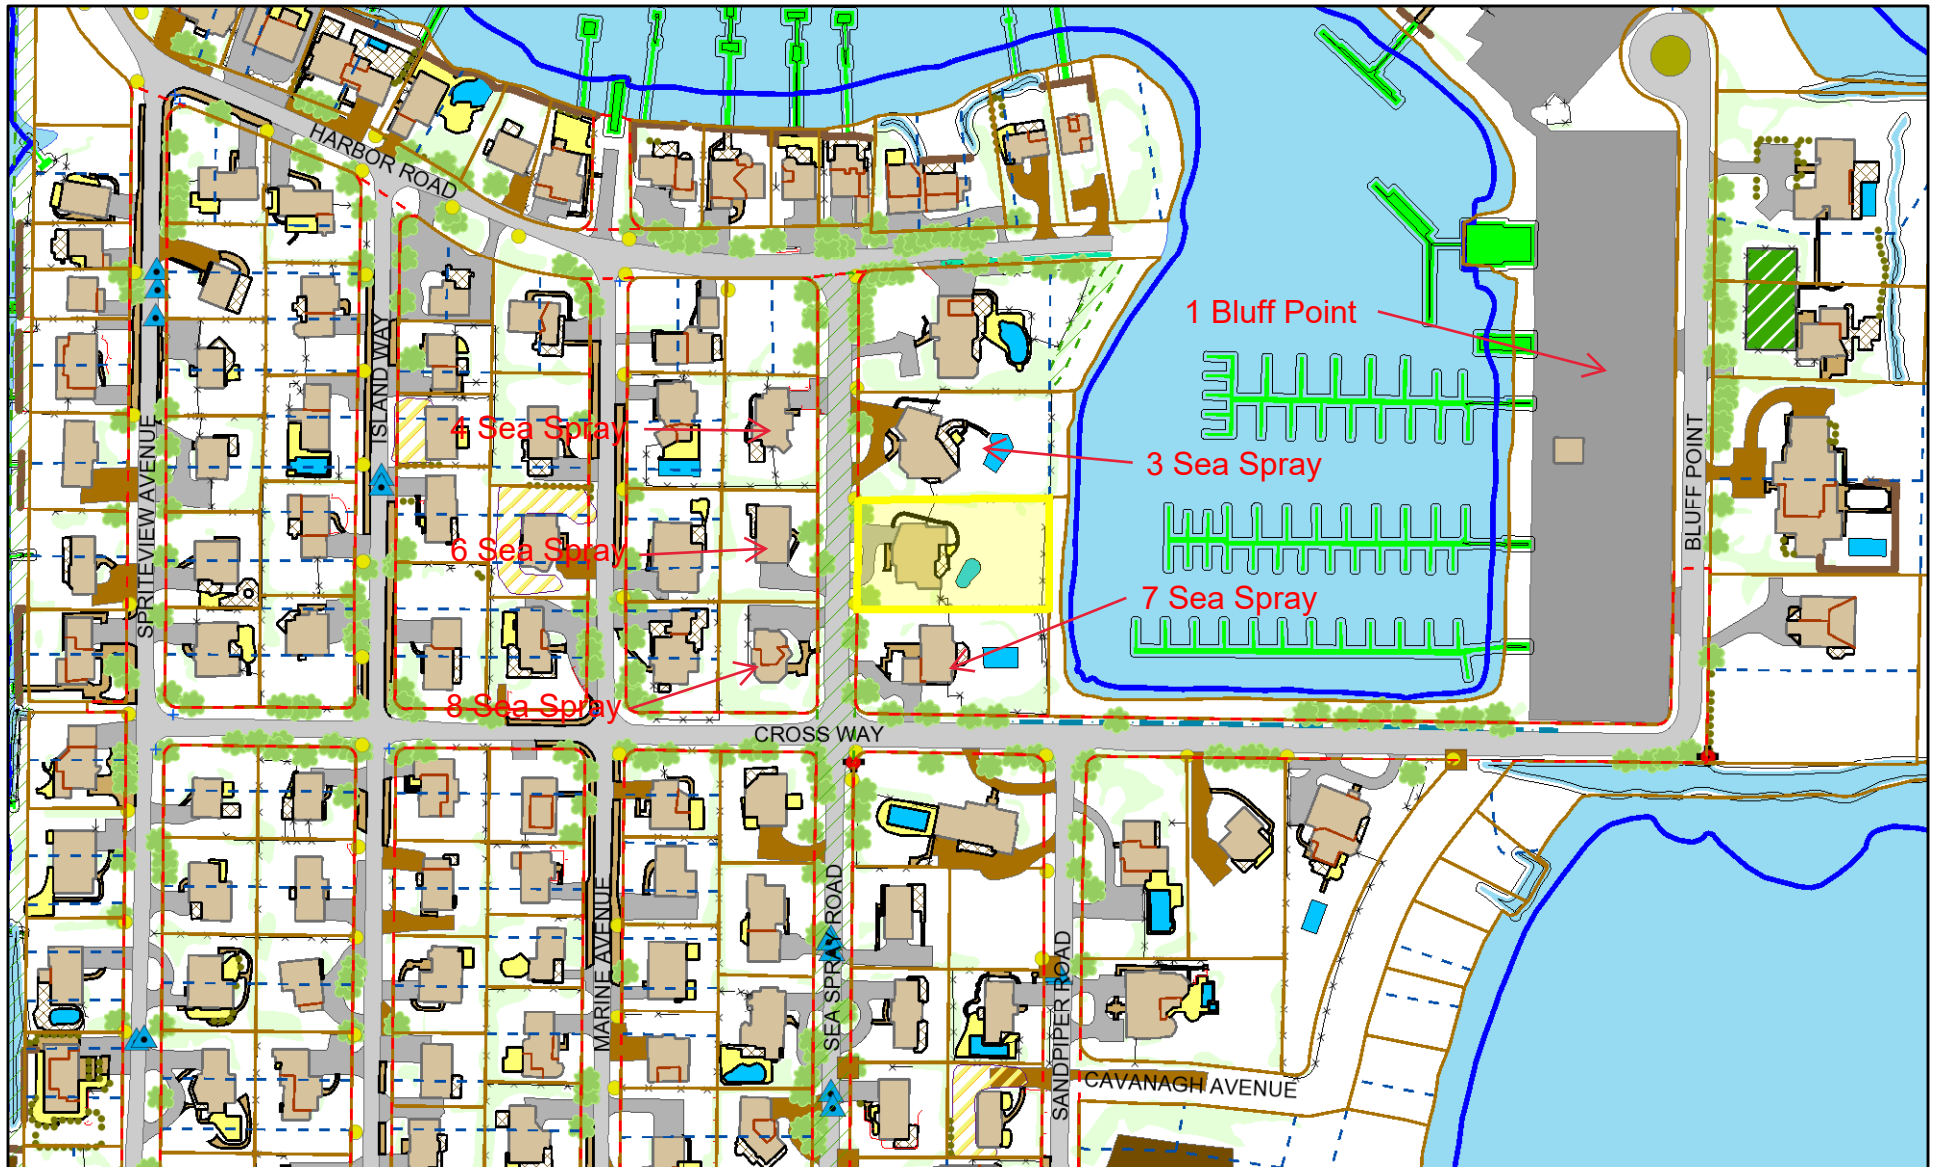 HARBOR ROAD
1 Bluff Point
ISLAND WAY
SPRITEVIEW AVENUE
4 Sea Spray
3 Sea Spray
BLUFF POINT
6 Sea Spray
7 Sea Spray
8 Sea Spray
CROSS WAY
MARINE AVENUE
SEA SPRAY ROAD
SANDPIPER ROAD
CAVANAGH AVENUE